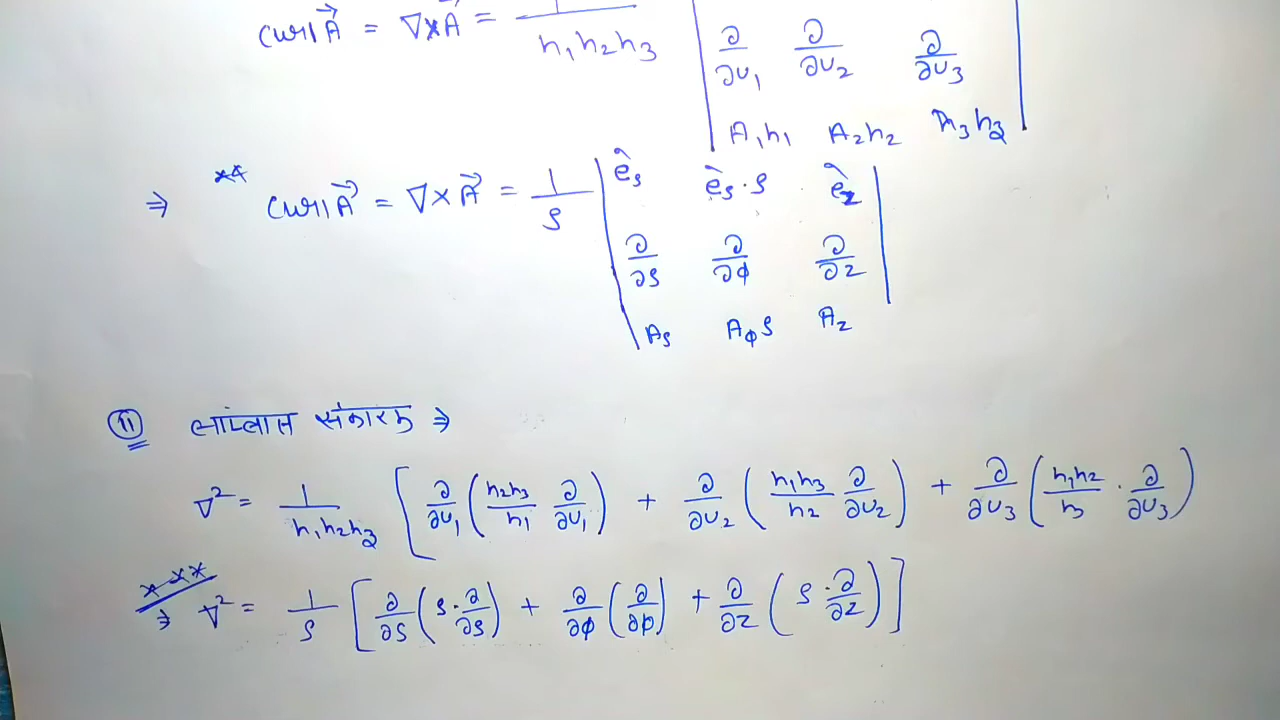 curl A⃗ = ∇×A⃗ = 1/h₁h₂h₃ | ∂/∂u₁ ∂/∂u₂ ∂/∂u₃
A₁h₁ A₂h₂ A₃h₃ |
⇒ ** curl A⃗ = ∇×A⃗ = 1/ρ | ê_ρ ê_ρ·ρ ê_z
∂/∂ρ ∂/∂ϕ ∂/∂z
A_ρ A_ϕρ A_z |
(11) लाप्लास संकारक ⇒
∇² = 1/h₁h₂h₃ [ ∂/∂u₁ ( h₂h₃/h₁ ∂/∂u₁ ) + ∂/∂u₂ ( h₁h₃/h₂ ∂/∂u₂ ) + ∂/∂u₃ ( h₁h₂/h₃ · ∂/∂u₃ )
*** ⇒ ∇² = 1/ρ [ ∂/∂ρ ( ρ·∂/∂ρ ) + ∂/∂ϕ ( ∂/∂ϕ ) + ∂/∂z ( ρ·∂/∂z ) ]